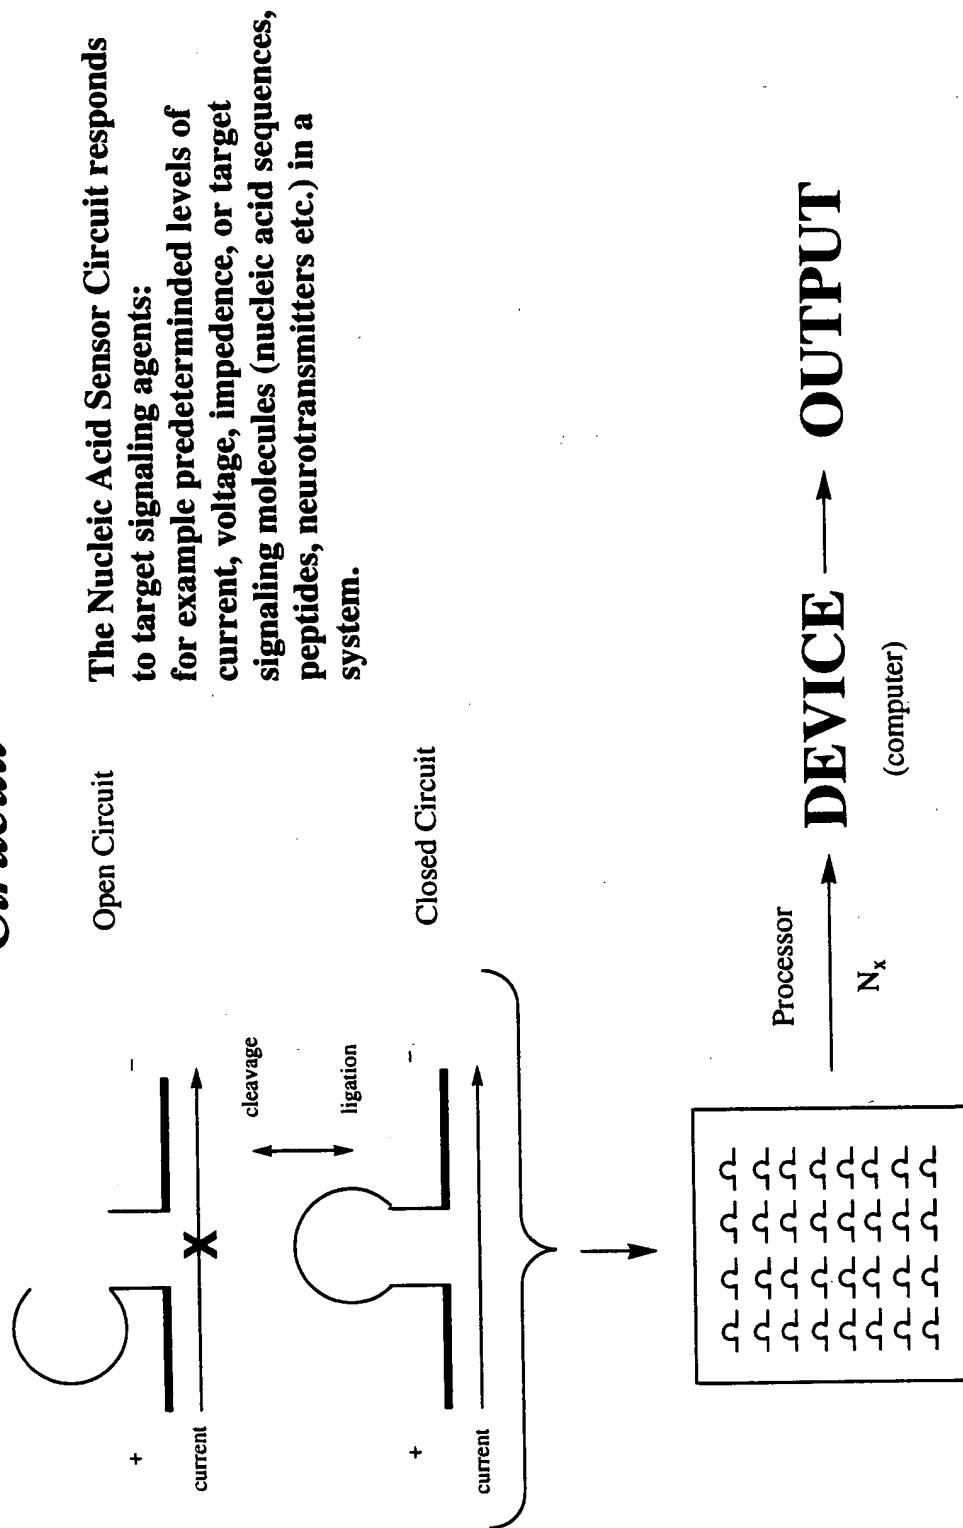 Circuit
Open Circuit
+
−
current
X
cleavage
ligation
The Nucleic Acid Sensor Circuit responds
to target signaling agents:
for example predeterminded levels of
current, voltage, impedence, or target
signaling molecules (nucleic acid sequences,
peptides, neurotransmitters etc.) in a
system.
Closed Circuit
+
−
current
Processor
Nx
DEVICE
(computer)
OUTPUT